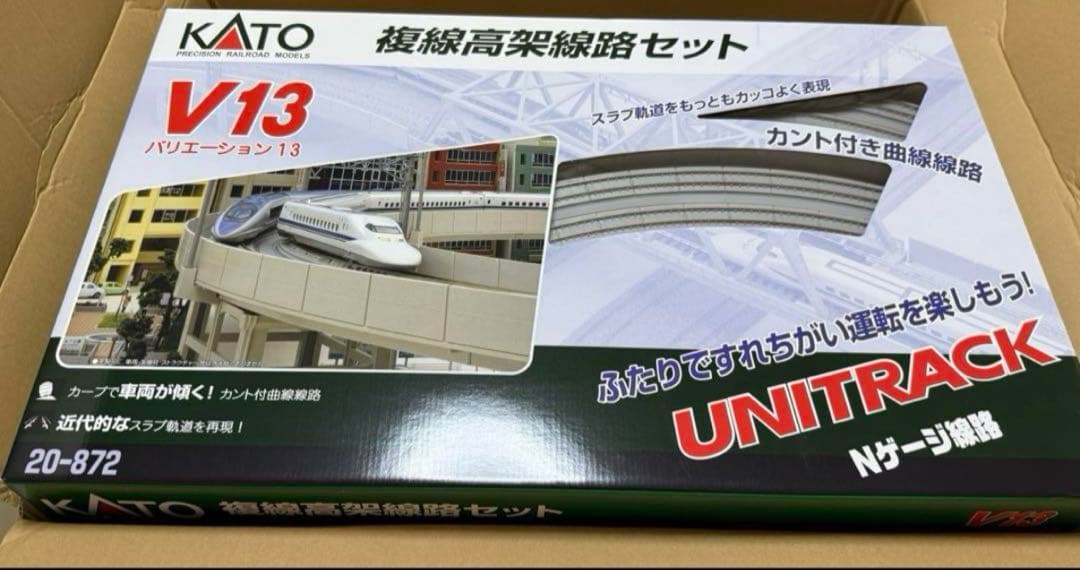 KATO
PRECISION RAILROAD MODELS
複線高架線路セット
V13
バリエーション13
スラブ軌道をもっともカッコよく表現
カント付き曲線線路
ふたりですれちがい運転を楽しもう!
UNITRACK
Nゲージ線路
カーブで車両が傾く! カント付曲線線路
近代的なスラブ軌道を再現!
20-872
KATO 複線高架線路セット
V13